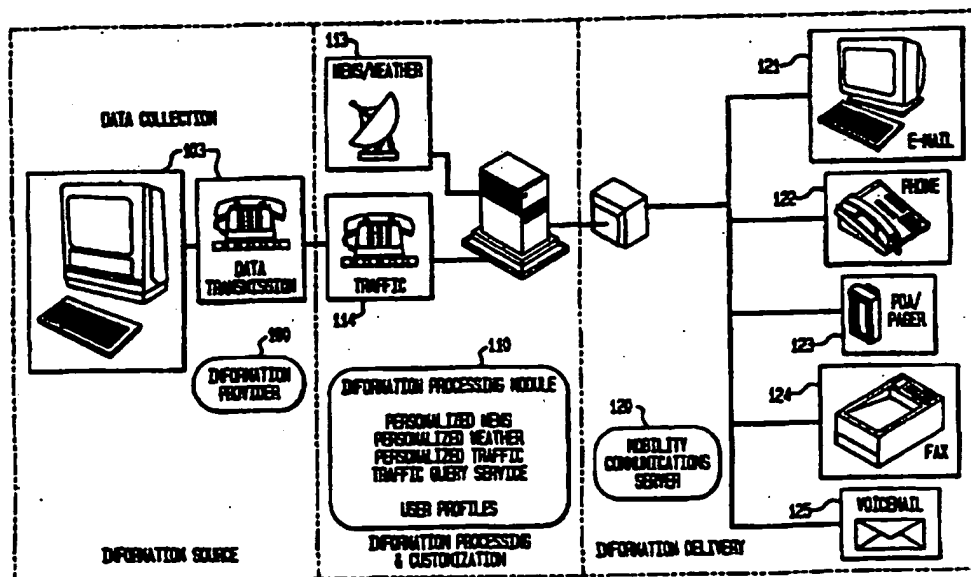 DATA COLLECTION
103
DATA
TRANSMISSION
100
INFORMATION
PROVIDER
INFORMATION SOURCE
113
NEWS/WEATHER
TRAFFIC
114
110
INFORMATION PROCESSING MODULE
PERSONALIZED NEWS
PERSONALIZED WEATHER
PERSONALIZED TRAFFIC
TRAFFIC QUERY SERVICE
USER PROFILES
INFORMATION PROCESSING
& CUSTOMIZATION
120
MOBILITY
COMMUNICATIONS
SERVER
INFORMATION DELIVERY
121
E-MAIL
122
PHONE
PDA/
PAGER
123
124
FAX
125
VOICEMAIL